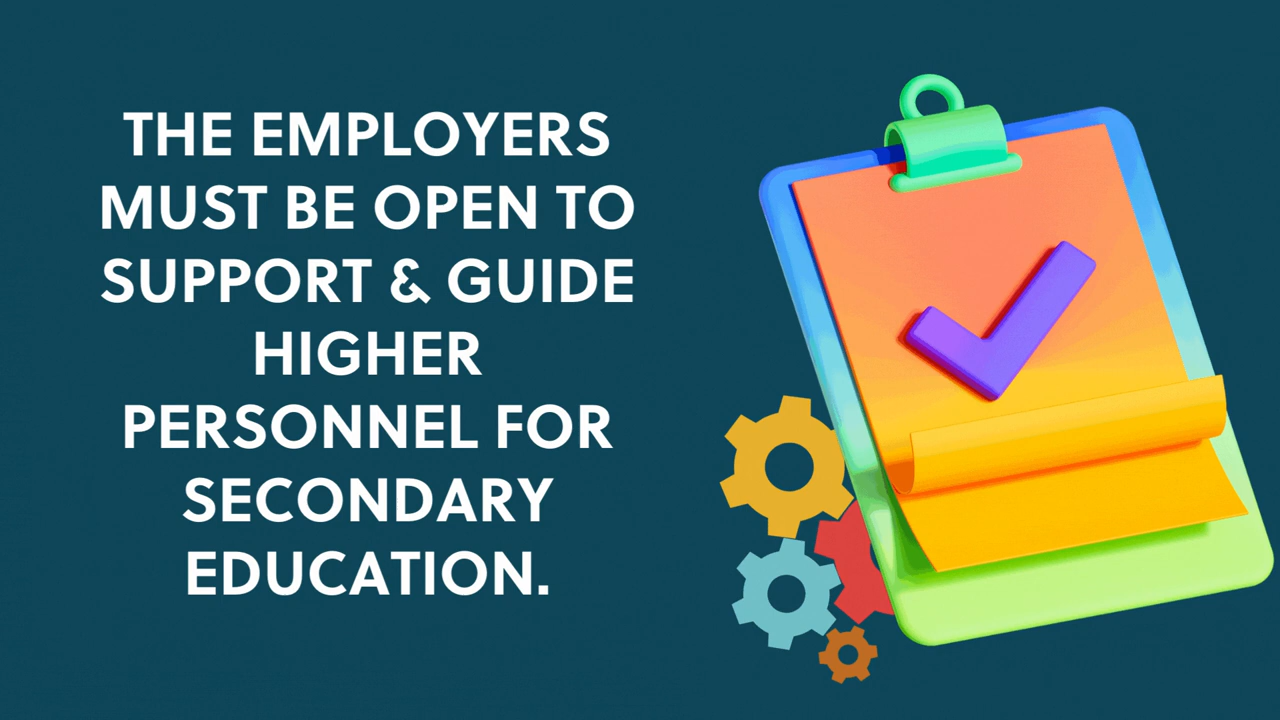 THE EMPLOYERS
MUST BE OPEN TO
SUPPORT & GUIDE
HIGHER
PERSONNEL FOR
SECONDARY
EDUCATION.